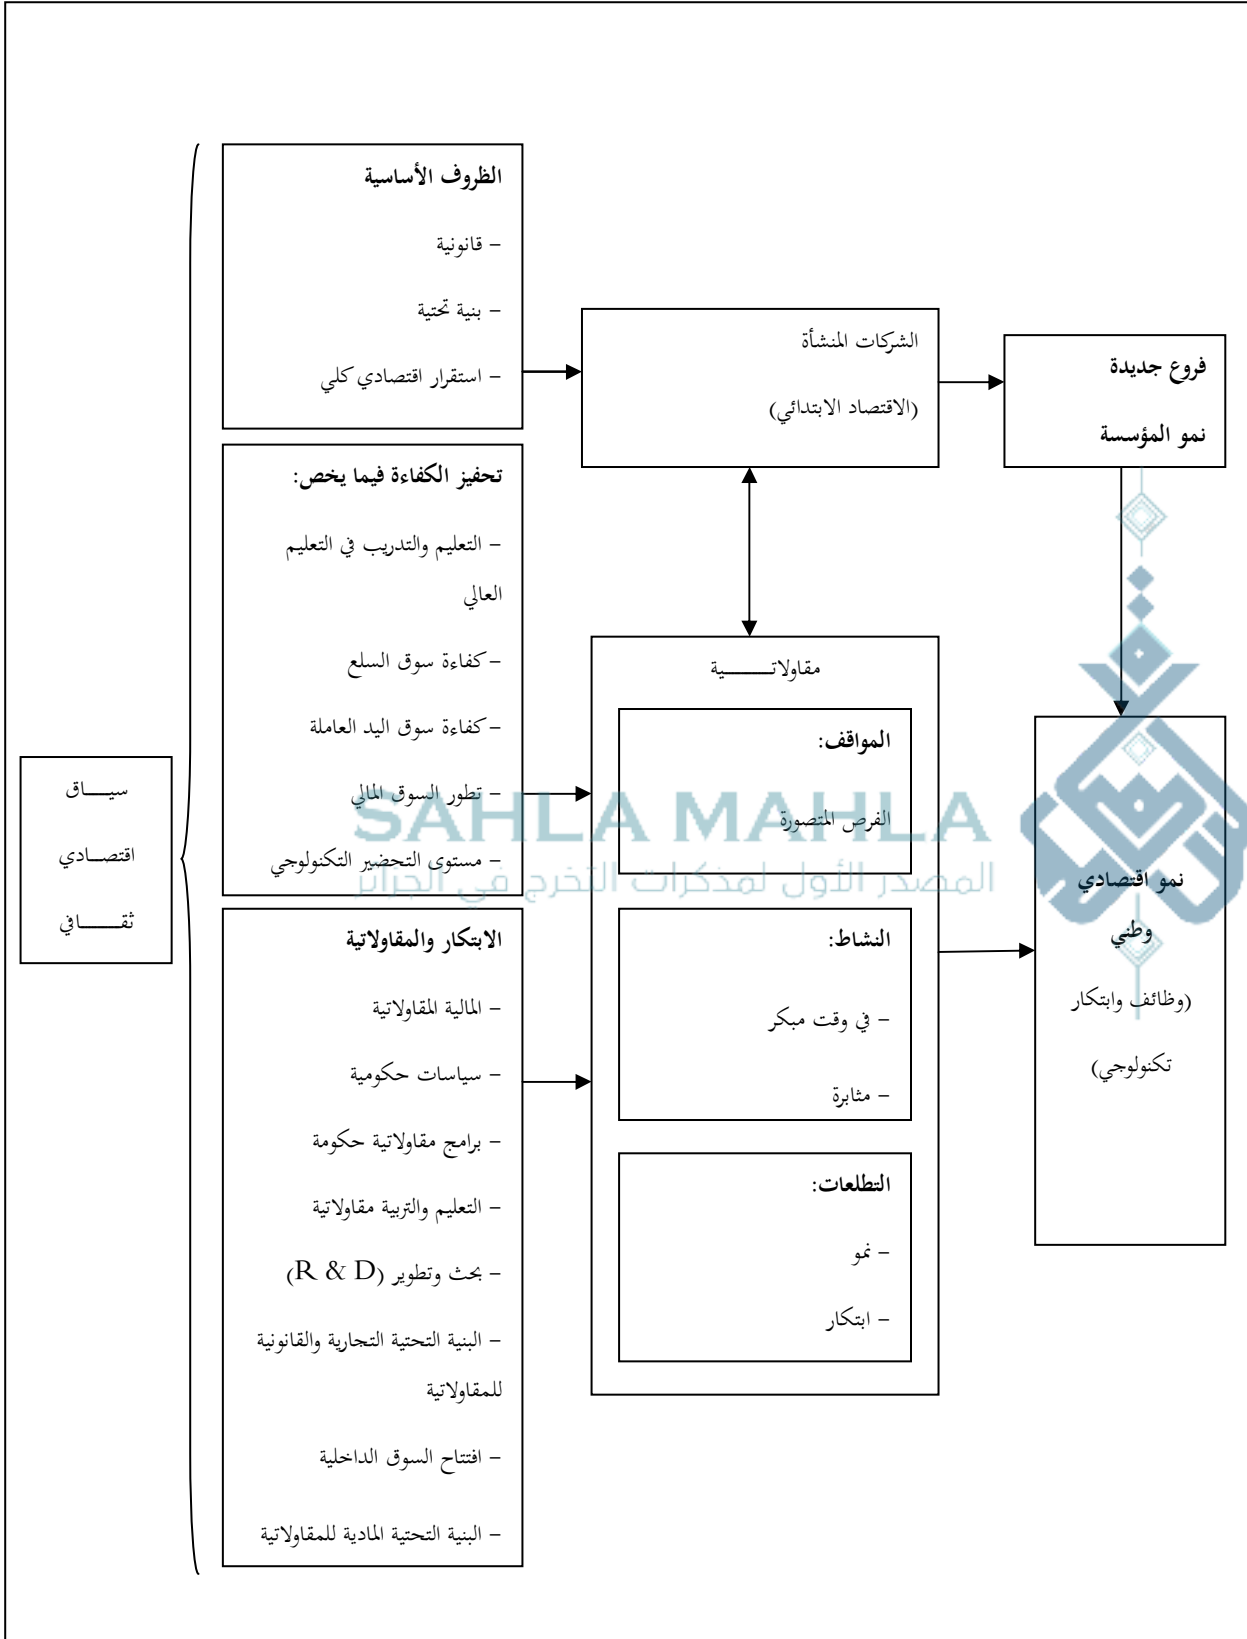 الظروف الأساسية
- قانونية
- بنية تحتية
- استقرار اقتصادي كلي
الشركات المنشأة
(الاقتصاد الابتدائي)
فروع جديدة
نمو المؤسسة
تحفيز الكفاءة فيما يخص:
- التعليم والتدريب في التعليم
العالي
- كفاءة سوق السلع
- كفاءة سوق اليد العاملة
- تطور السوق المالي
- مستوى التحضير التكنولوجي
سيـــاق
اقتصــادي
ثقــــافي
الابتكار والمقاولاتية
- المالية المقاولاتية
- سياسات حكومية
- برامج مقاولاتية حكومة
- التعليم والتربية مقاولاتية
- بحث وتطوير (R & D)
- البنية التحتية التجارية والقانونية
للمقاولاتية
- افتتاح السوق الداخلية
- البنية التحتية المادية للمقاولاتية
مقاولاتـــــــية
المواقف:
الفرص المتصورة
النشاط:
- في وقت مبكر
- مثابرة
التطلعات:
- نمو
- ابتكار
نمو اقتصادي
وطني
(وظائف وابتكار
تكنولوجي)
SAHLA MAHLA
المصدر الأول لمذكرات التخرج في الجزائر